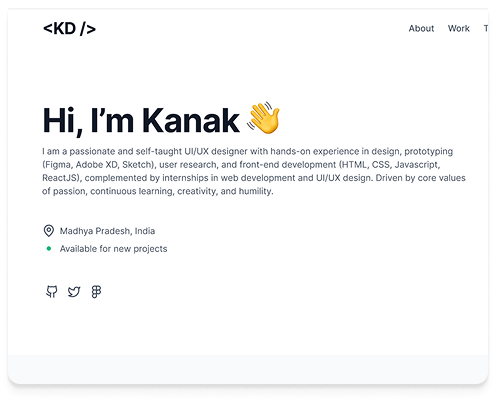 <KD />
About Work
Hi, I'm Kanak 👋
I am a passionate and self-taught UI/UX designer with hands-on experience in design, prototyping
(Figma, Adobe XD, Sketch), user research, and front-end development (HTML, CSS, Javascript,
ReactJS), complemented by internships in web development and UI/UX design. Driven by core values
of passion, continuous learning, creativity, and humility.
Madhya Pradesh, India
Available for new projects